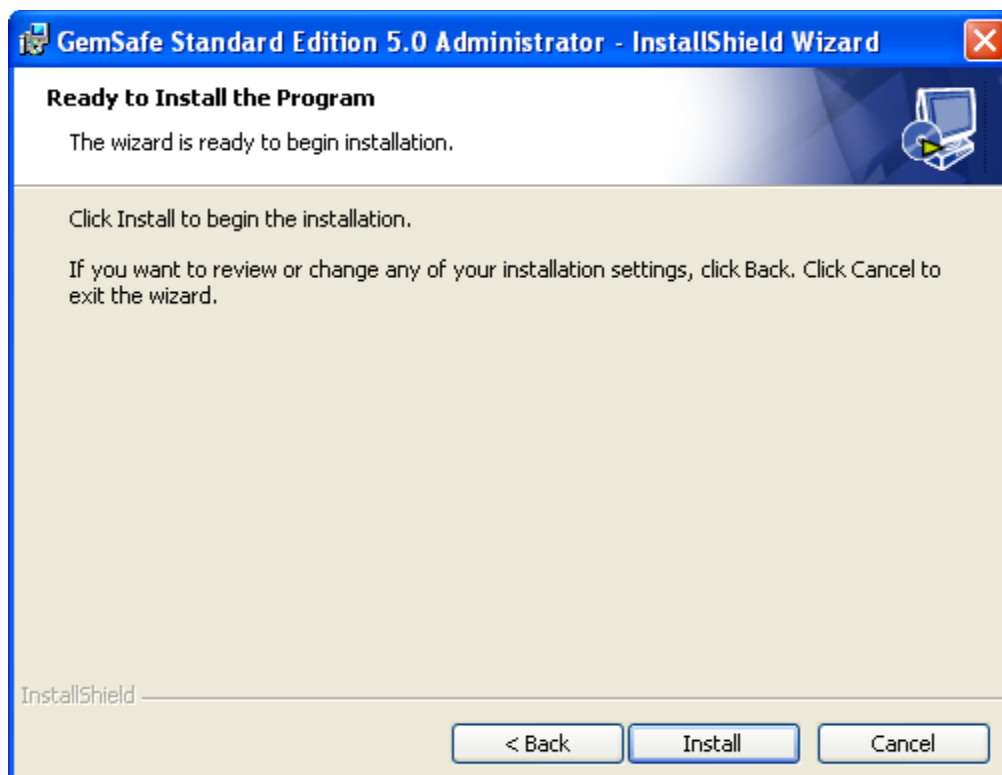 GemSafe Standard Edition 5.0 Administrator - InstallShield Wizard
Ready to Install the Program
The wizard is ready to begin installation.
Click Install to begin the installation.
If you want to review or change any of your installation settings, click Back. Click Cancel to
exit the wizard.
InstallShield
< Back
Install
Cancel